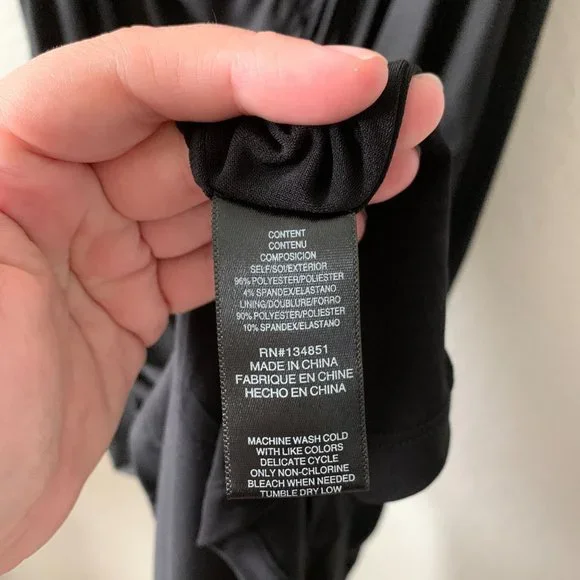 CONTENT
CONTENU
COMPOSICION
SELF/SOI/EXTERIOR
96% POLYESTER/POLIESTER
4% SPANDEX/ELASTANO
LINING/DOUBLURE/FORRO
90% POLYESTER/POLIESTER
10% SPANDEX/ELASTANO
RN#134851
MADE IN CHINA
FABRIQUE EN CHINE
HECHO EN CHINA
MACHINE WASH COLD
WITH LIKE COLORS
DELICATE CYCLE
ONLY NON-CHLORINE
BLEACH WHEN NEEDED
TUMBLE DRY LOW